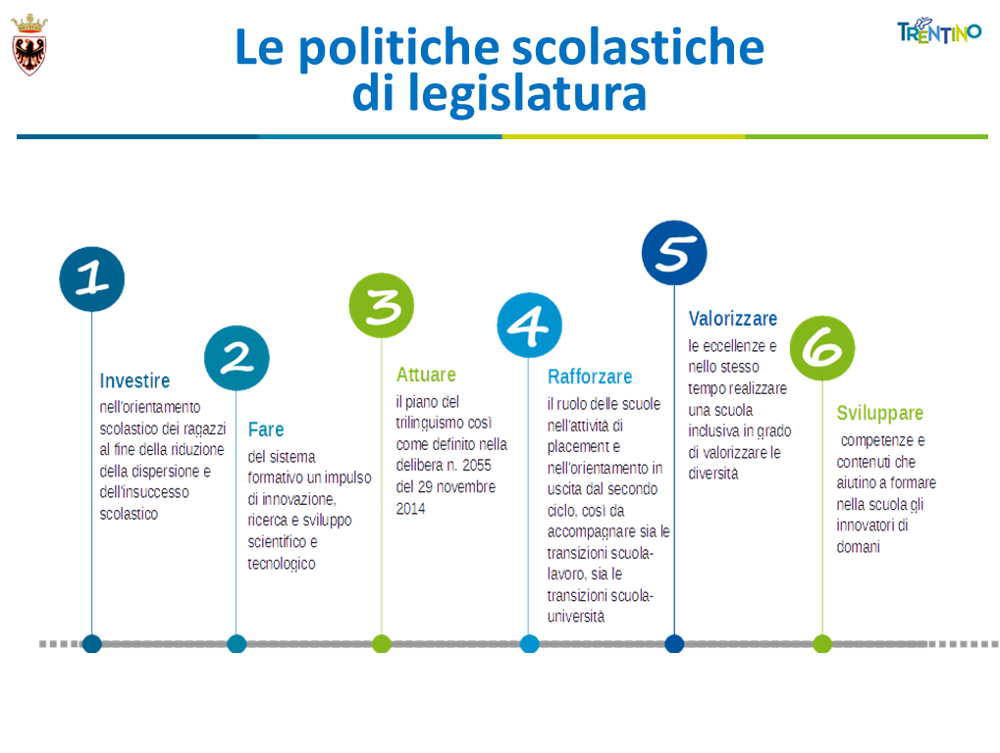 Le politiche scolastiche
di legislatura
TRENTINO
1
Investire
nell'orientamento
scolastico dei ragazzi
al fine della riduzione
della dispersione e
dell'insuccesso
scolastico
2
Fare
del sistema
formativo un impulso
di innovazione,
ricerca e sviluppo
scientifico e
tecnologico
3
Attuare
il piano del
trilinguismo così
come definito nella
delibera n. 2055
del 29 novembre
2014
4
Rafforzare
il ruolo delle scuole
nell'attività di
placement e
nell'orientamento in
uscita dal secondo
ciclo, così da
accompagnare sia le
transizioni scuola-
lavoro, sia le
transizioni scuola-
università
5
Valorizzare
le eccellenze e
nello stesso
tempo realizzare
una scuola
inclusiva in grado
di valorizzare le
diversità
6
Sviluppare
competenze e
contenuti che
aiutino a formare
nella scuola gli
innovatori di
domani